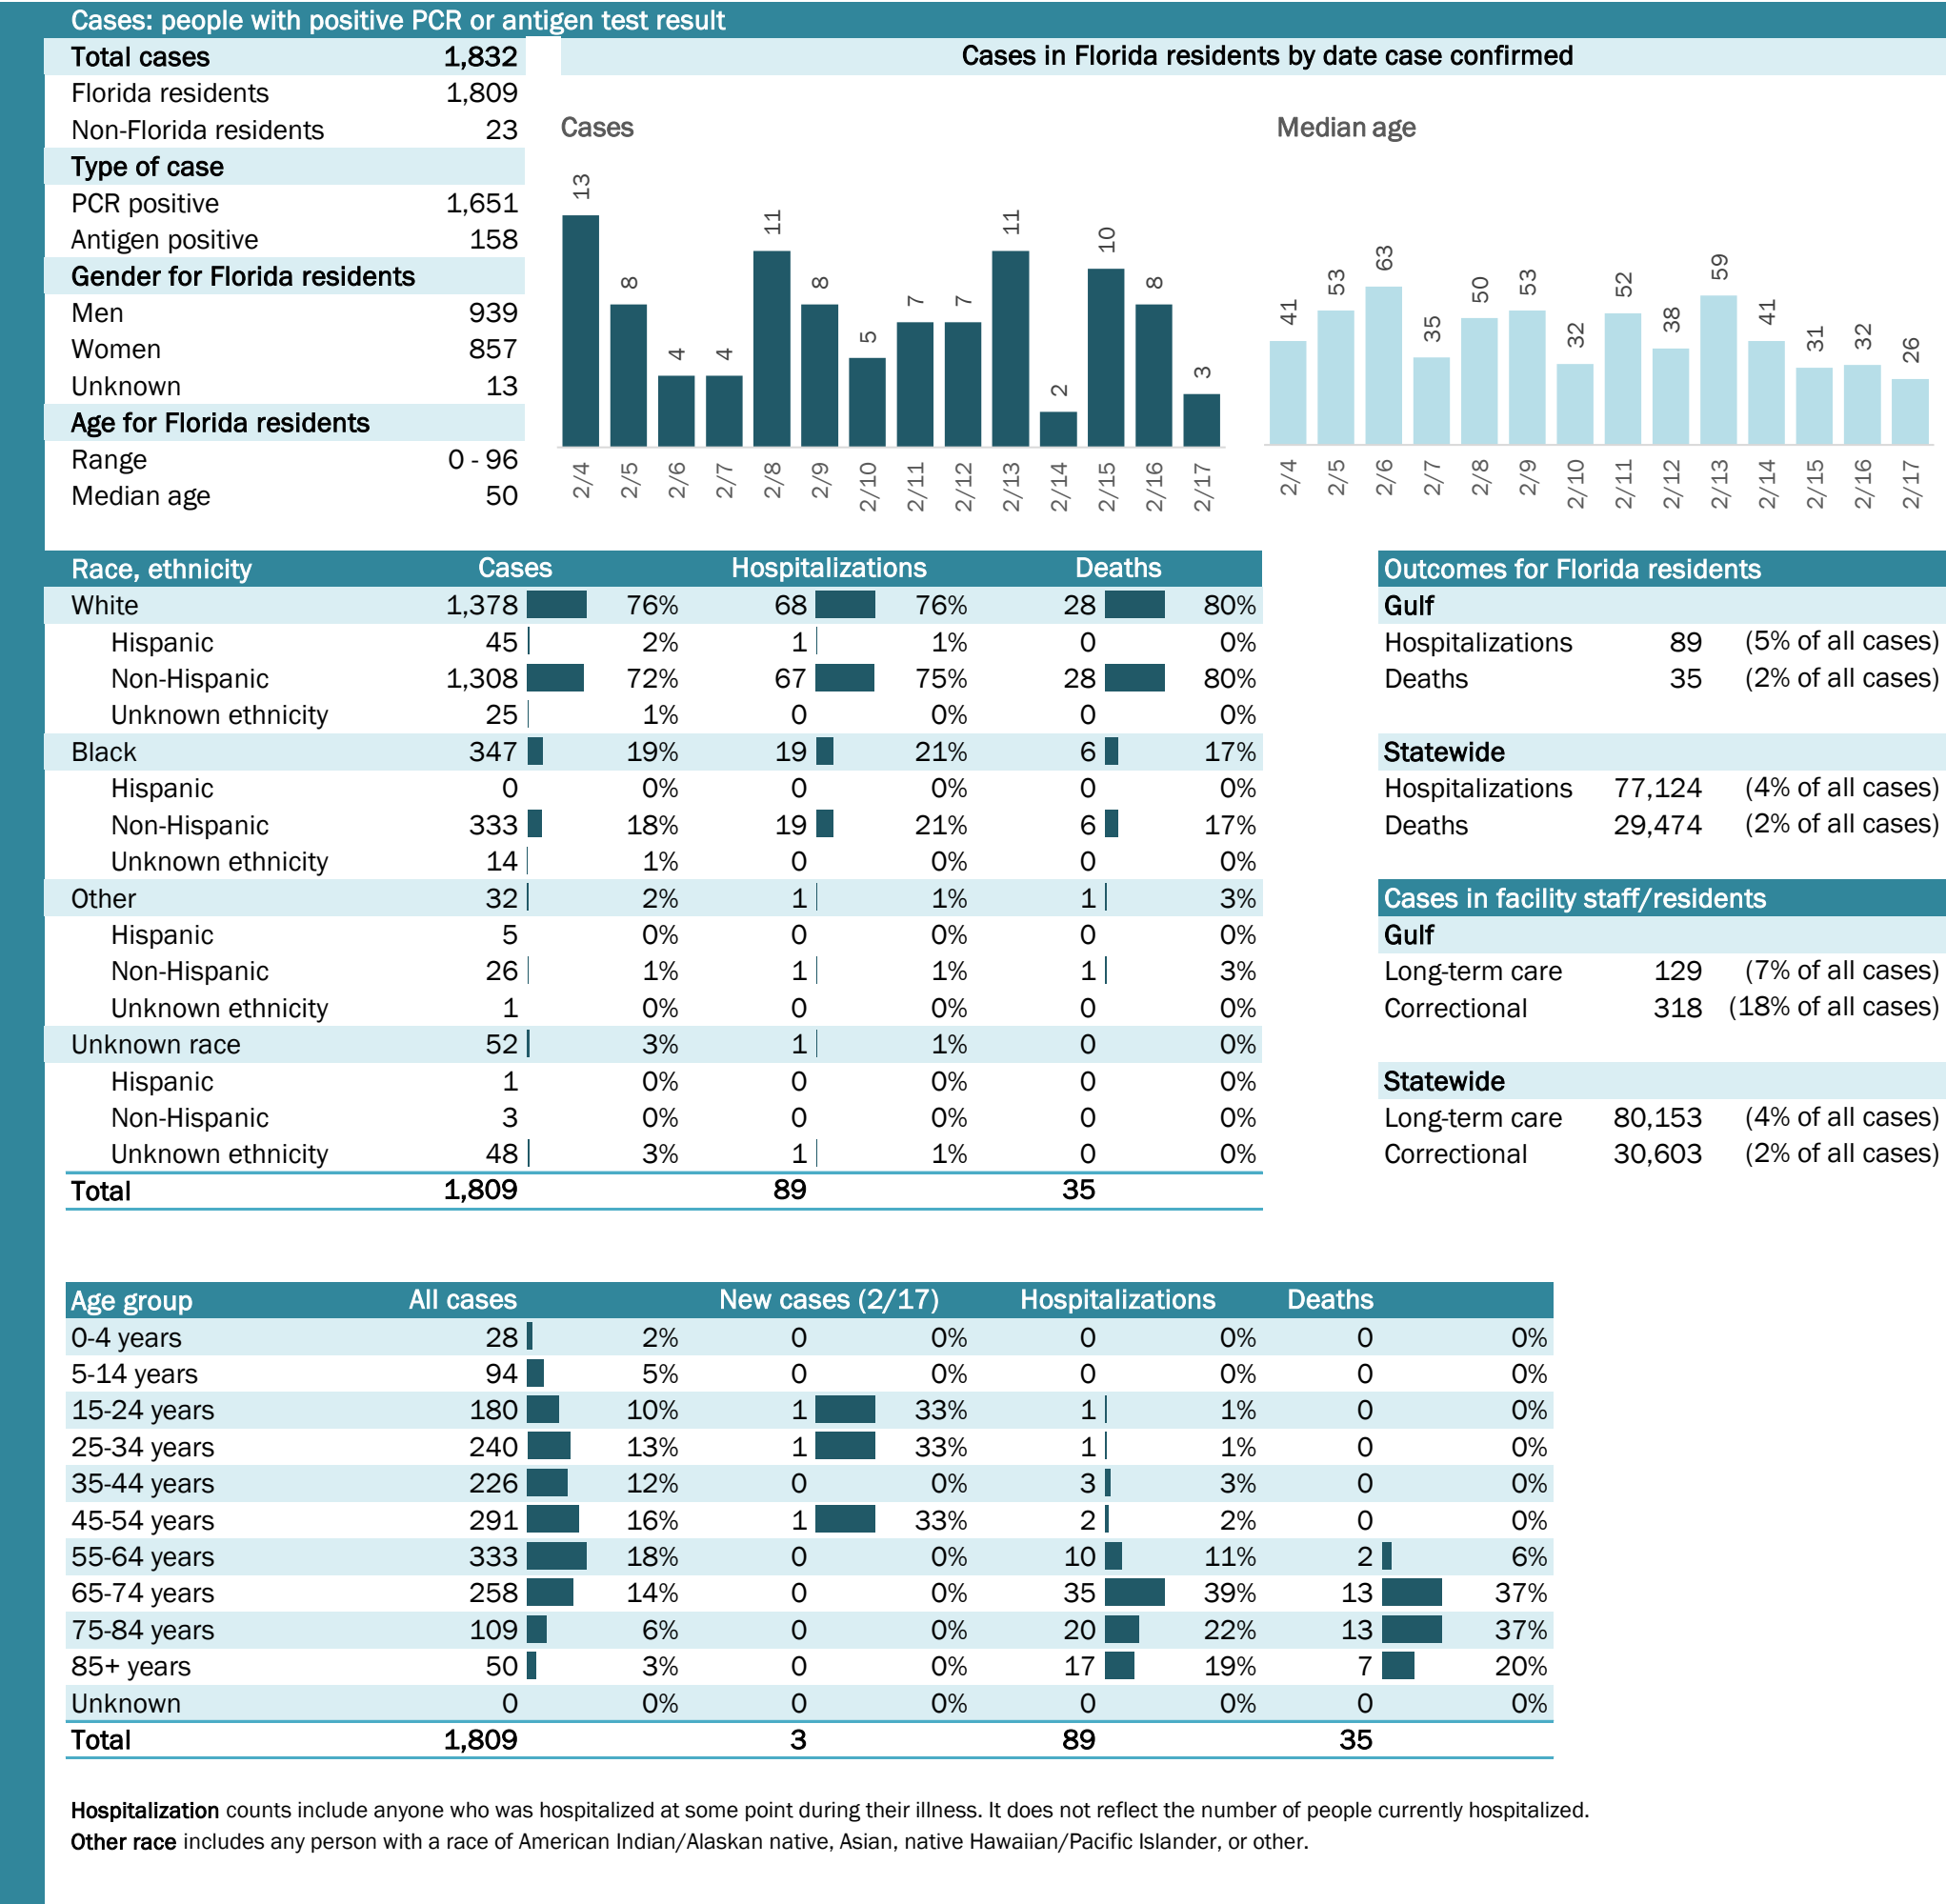 Cases: people with positive PCR or antigen test result
Total cases 1,832
Florida residents 1,809
Non-Florida residents 23
Type of case
PCR positive 1,651
Antigen positive 158
Gender for Florida residents
Men 939
Women 857
Unknown 13
Age for Florida residents
Range 0 - 96
Median age 50
Cases in Florida residents by date case confirmed
Cases
13 8 4 4 11 8 5 7 7 11 2 10 8 3
2/4 2/5 2/6 2/7 2/8 2/9 2/10 2/11 2/12 2/13 2/14 2/15 2/16 2/17
Median age
41 53 63 35 50 53 32 52 38 59 41 31 32 26
2/4 2/5 2/6 2/7 2/8 2/9 2/10 2/11 2/12 2/13 2/14 2/15 2/16 2/17
Race, ethnicity Cases Hospitalizations Deaths
White 1,378 76% 68 76% 28 80%
Hispanic 45 2% 1 1% 0 0%
Non-Hispanic 1,308 72% 67 75% 28 80%
Unknown ethnicity 25 1% 0 0% 0 0%
Black 347 19% 19 21% 6 17%
Hispanic 0 0% 0 0% 0 0%
Non-Hispanic 333 18% 19 21% 6 17%
Unknown ethnicity 14 1% 0 0% 0 0%
Other 32 2% 1 1% 1 3%
Hispanic 5 0% 0 0% 0 0%
Non-Hispanic 26 1% 1 1% 1 3%
Unknown ethnicity 1 0% 0 0% 0 0%
Unknown race 52 3% 1 1% 0 0%
Hispanic 1 0% 0 0% 0 0%
Non-Hispanic 3 0% 0 0% 0 0%
Unknown ethnicity 48 3% 1 1% 0 0%
Total 1,809 89 35
Outcomes for Florida residents
Gulf
Hospitalizations 89 (5% of all cases)
Deaths 35 (2% of all cases)
Statewide
Hospitalizations 77,124 (4% of all cases)
Deaths 29,474 (2% of all cases)
Cases in facility staff/residents
Gulf
Long-term care 129 (7% of all cases)
Correctional 318 (18% of all cases)
Statewide
Long-term care 80,153 (4% of all cases)
Correctional 30,603 (2% of all cases)
Age group All cases New cases (2/17) Hospitalizations Deaths
0-4 years 28 2% 0 0% 0 0% 0 0%
5-14 years 94 5% 0 0% 0 0% 0 0%
15-24 years 180 10% 1 33% 1 1% 0 0%
25-34 years 240 13% 1 33% 1 1% 0 0%
35-44 years 226 12% 0 0% 3 3% 0 0%
45-54 years 291 16% 1 33% 2 2% 0 0%
55-64 years 333 18% 0 0% 10 11% 2 6%
65-74 years 258 14% 0 0% 35 39% 13 37%
75-84 years 109 6% 0 0% 20 22% 13 37%
85+ years 50 3% 0 0% 17 19% 7 20%
Unknown 0 0% 0 0% 0 0% 0 0%
Total 1,809 3 89 35
Hospitalization counts include anyone who was hospitalized at some point during their illness. It does not reflect the number of people currently hospitalized.
Other race includes any person with a race of American Indian/Alaskan native, Asian, native Hawaiian/Pacific Islander, or other.